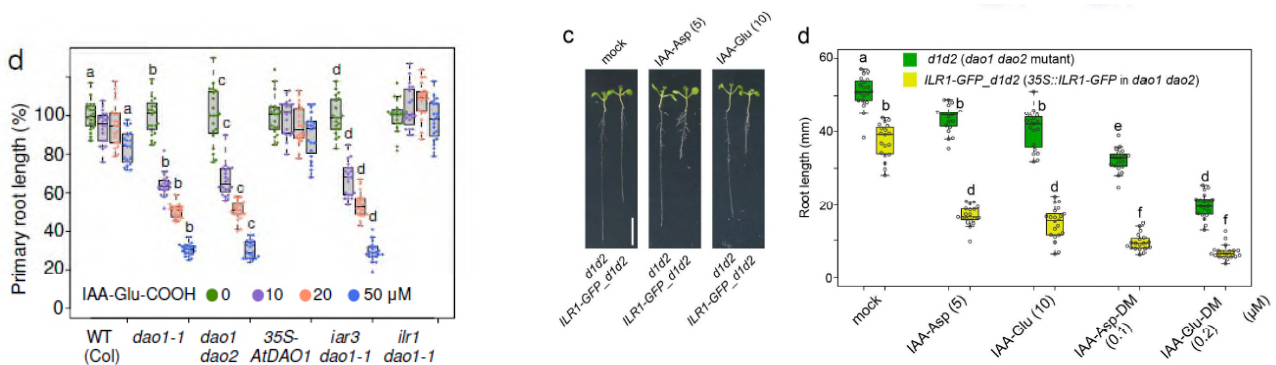 d
Primary root length (%)
100
80
60
40
20
0
a
a
b
b
b
b
c
c
c
c
d
d
d
d
IAA-Glu-COOH 0 10 20 50 μM
WT
(Col)
dao1-1
dao1
dao2
35S-
AtDAO1
iar3
dao1-1
ilr1
dao1-1
c
mock
IAA-Asp (5)
IAA-Glu (10)
d1d2
ILR1-GFP_d1d2
d1d2
ILR1-GFP_d1d2
d1d2
ILR1-GFP_d1d2
d
Root length (mm)
60
40
20
0
d1d2 (dao1 dao2 mutant)
ILR1-GFP_d1d2 (35S::ILR1-GFP in dao1 dao2)
a
b
b
d
b
d
e
f
d
f
mock
IAA-Asp (5)
IAA-Glu (10)
IAA-Asp-DM
(0.1)
IAA-Glu-DM
(0.2)
(μM)